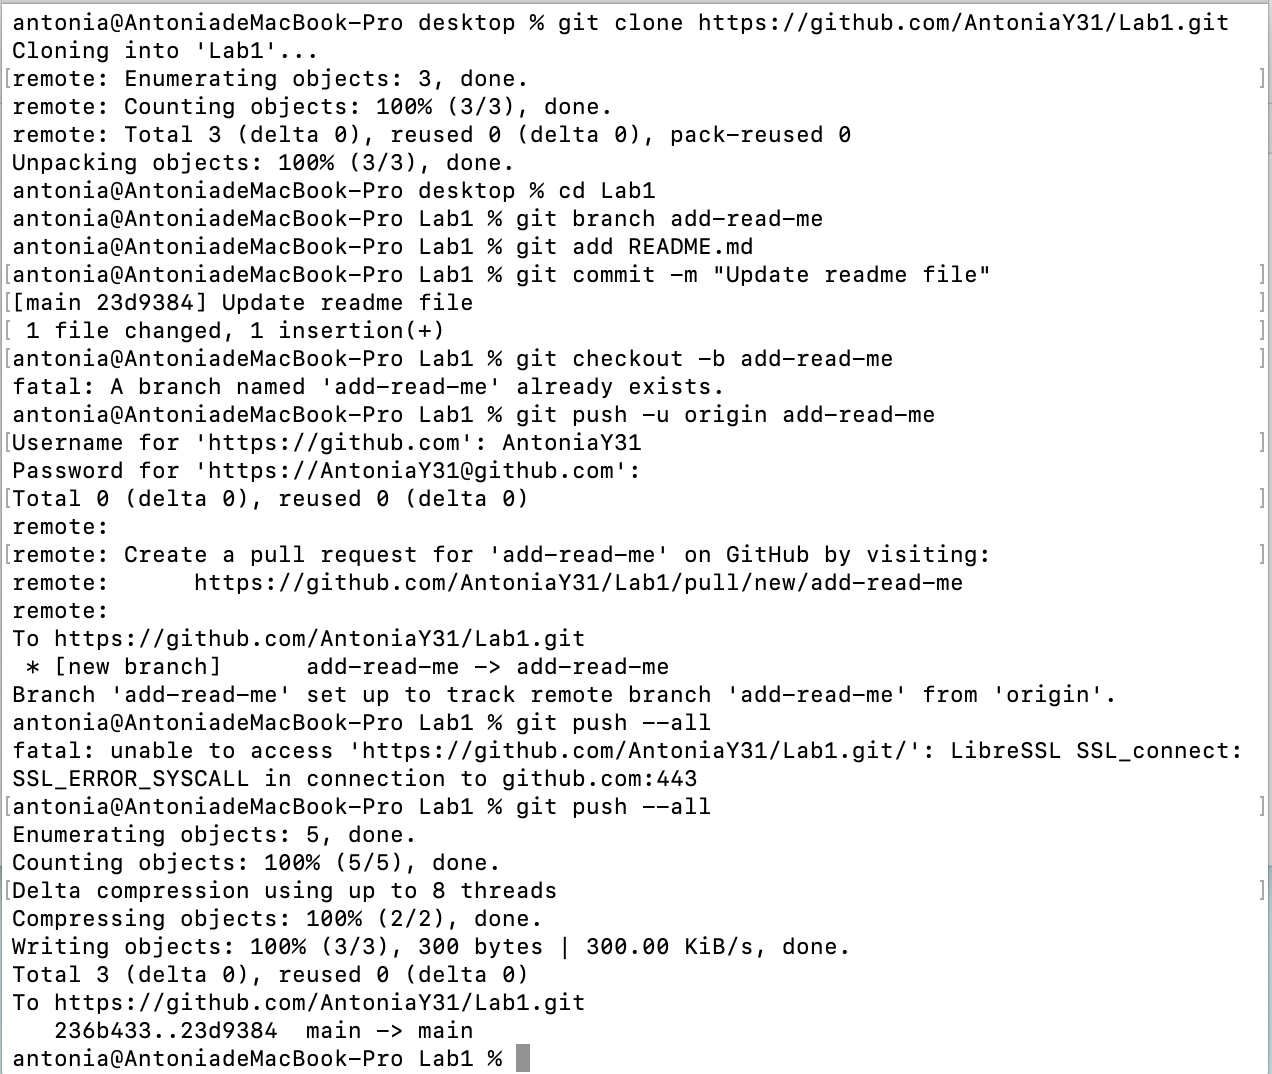 antonia@AntoniadeMacBook-Pro desktop % git clone https://github.com/AntoniaY31/Lab1.git
Cloning into 'Lab1'...
[remote: Enumerating objects: 3, done. ]
remote: Counting objects: 100% (3/3), done.
remote: Total 3 (delta 0), reused 0 (delta 0), pack-reused 0
Unpacking objects: 100% (3/3), done.
antonia@AntoniadeMacBook-Pro desktop % cd Lab1
antonia@AntoniadeMacBook-Pro Lab1 % git branch add-read-me
antonia@AntoniadeMacBook-Pro Lab1 % git add README.md
[antonia@AntoniadeMacBook-Pro Lab1 % git commit -m "Update readme file" ]
[[main 23d9384] Update readme file ]
[ 1 file changed, 1 insertion(+) ]
[antonia@AntoniadeMacBook-Pro Lab1 % git checkout -b add-read-me ]
fatal: A branch named 'add-read-me' already exists.
antonia@AntoniadeMacBook-Pro Lab1 % git push -u origin add-read-me
[Username for 'https://github.com': AntoniaY31 ]
Password for 'https://AntoniaY31@github.com':
[Total 0 (delta 0), reused 0 (delta 0) ]
remote:
[remote: Create a pull request for 'add-read-me' on GitHub by visiting: ]
remote:      https://github.com/AntoniaY31/Lab1/pull/new/add-read-me
remote:
To https://github.com/AntoniaY31/Lab1.git
 * [new branch]      add-read-me -> add-read-me
Branch 'add-read-me' set up to track remote branch 'add-read-me' from 'origin'.
antonia@AntoniadeMacBook-Pro Lab1 % git push --all
fatal: unable to access 'https://github.com/AntoniaY31/Lab1.git/': LibreSSL SSL_connect:
SSL_ERROR_SYSCALL in connection to github.com:443
[antonia@AntoniadeMacBook-Pro Lab1 % git push --all ]
Enumerating objects: 5, done.
Counting objects: 100% (5/5), done.
[Delta compression using up to 8 threads ]
Compressing objects: 100% (2/2), done.
Writing objects: 100% (3/3), 300 bytes | 300.00 KiB/s, done.
Total 3 (delta 0), reused 0 (delta 0)
To https://github.com/AntoniaY31/Lab1.git
   236b433..23d9384  main -> main
antonia@AntoniadeMacBook-Pro Lab1 %